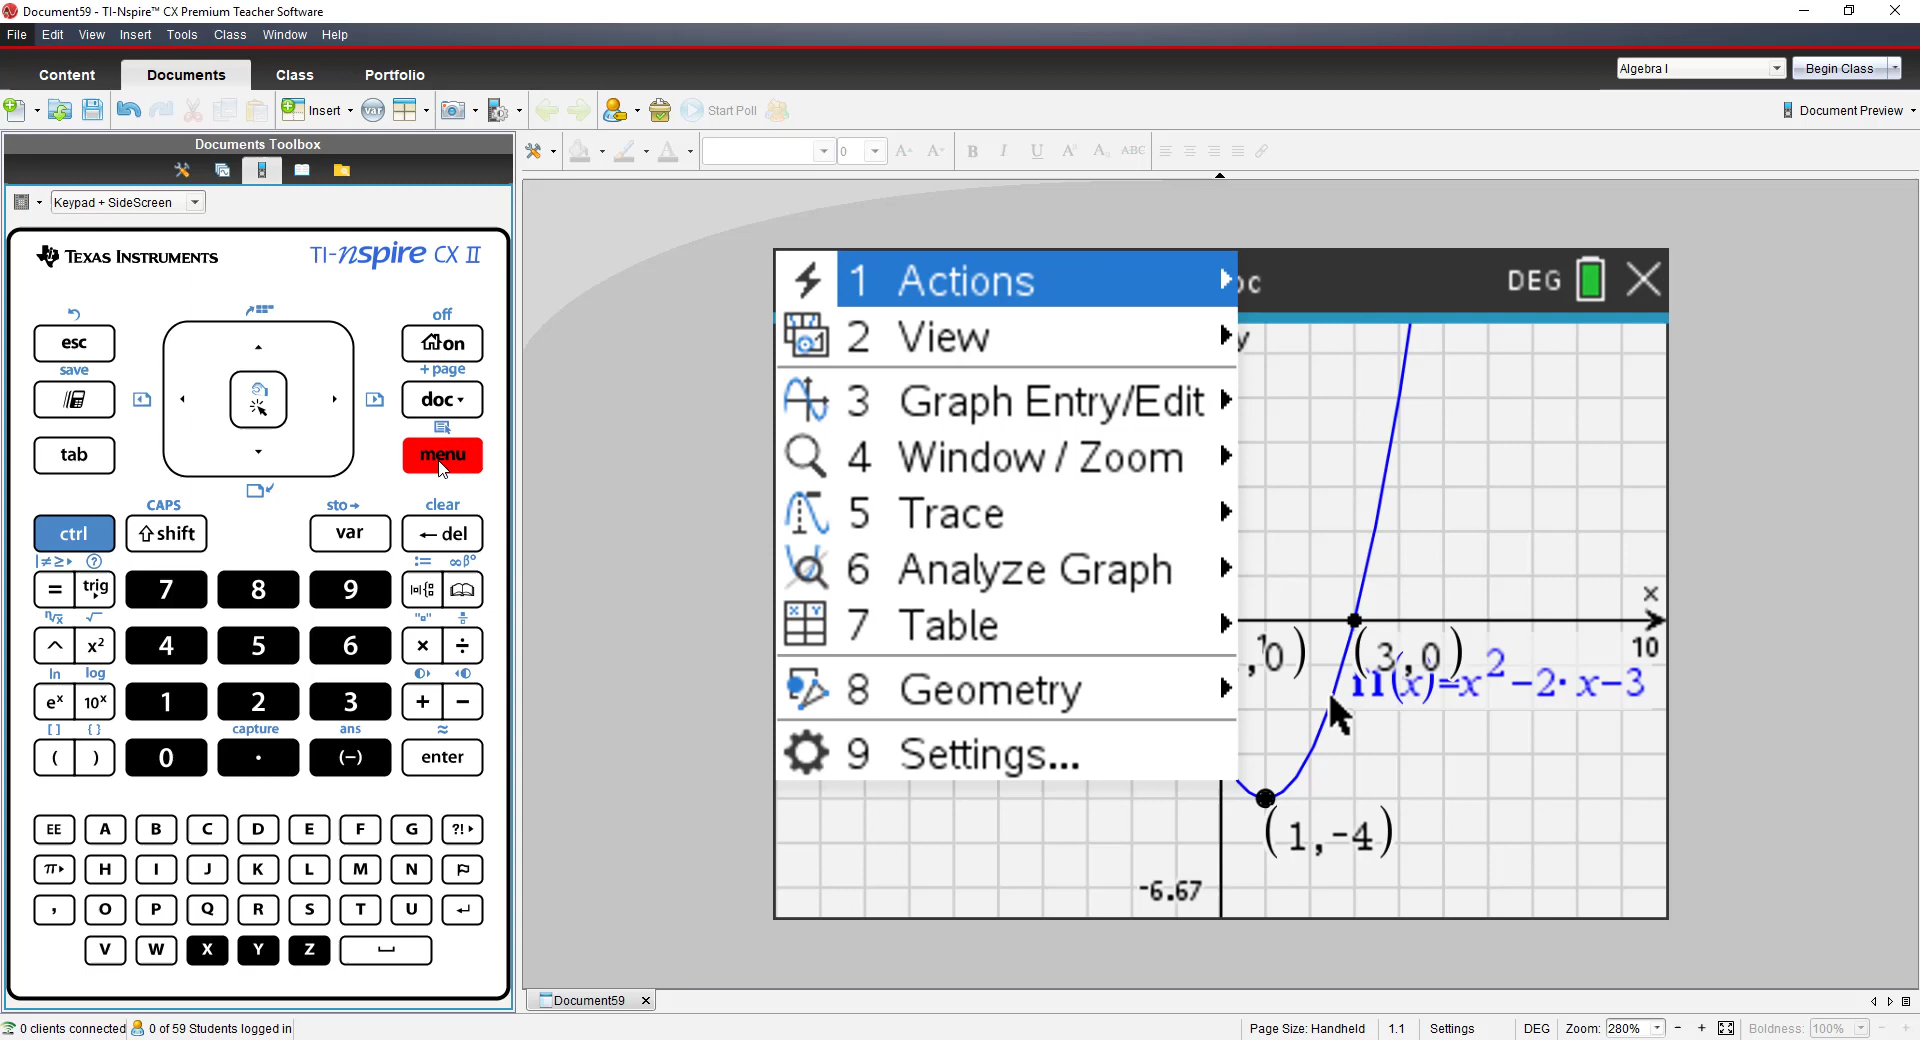 Document59 - TI-Nspire™ CX Premium Teacher Software
File Edit View Insert Tools Class Window Help
Content Documents Class Portfolio
Algebra I Begin Class
Insert var Start Poll Document Preview
Documents Toolbox
0 B I U A A ABC
Keypad + SideScreen
TEXAS INSTRUMENTS TI-nspire CX II
off
esc on
save + page
doc
tab menu
CAPS sto→ clear
ctrl shift var ← del
|≠≥▸ ? := ∞β°
= trig 7 8 9
ⁿ√x √
^ x² 4 5 6 × ÷
ln log
eˣ 10ˣ 1 2 3 + −
[ ] { } capture ans ≈
( ) 0 . (−) enter
EE A B C D E F G ?!▸
π▸ H I J K L M N
, O P Q R S T U
V W X Y Z
DEG
1 Actions
2 View
3 Graph Entry/Edit
4 Window / Zoom
5 Trace
6 Analyze Graph
7 Table
8 Geometry
9 Settings...
y
x
10
,0) (3,0)
f1(x)=x²-2·x-3
(1,-4)
-6.67
Document59
0 clients connected 0 of 59 Students logged in
Page Size: Handheld 1.1 Settings DEG Zoom: 280% - + Boldness: 100% - +